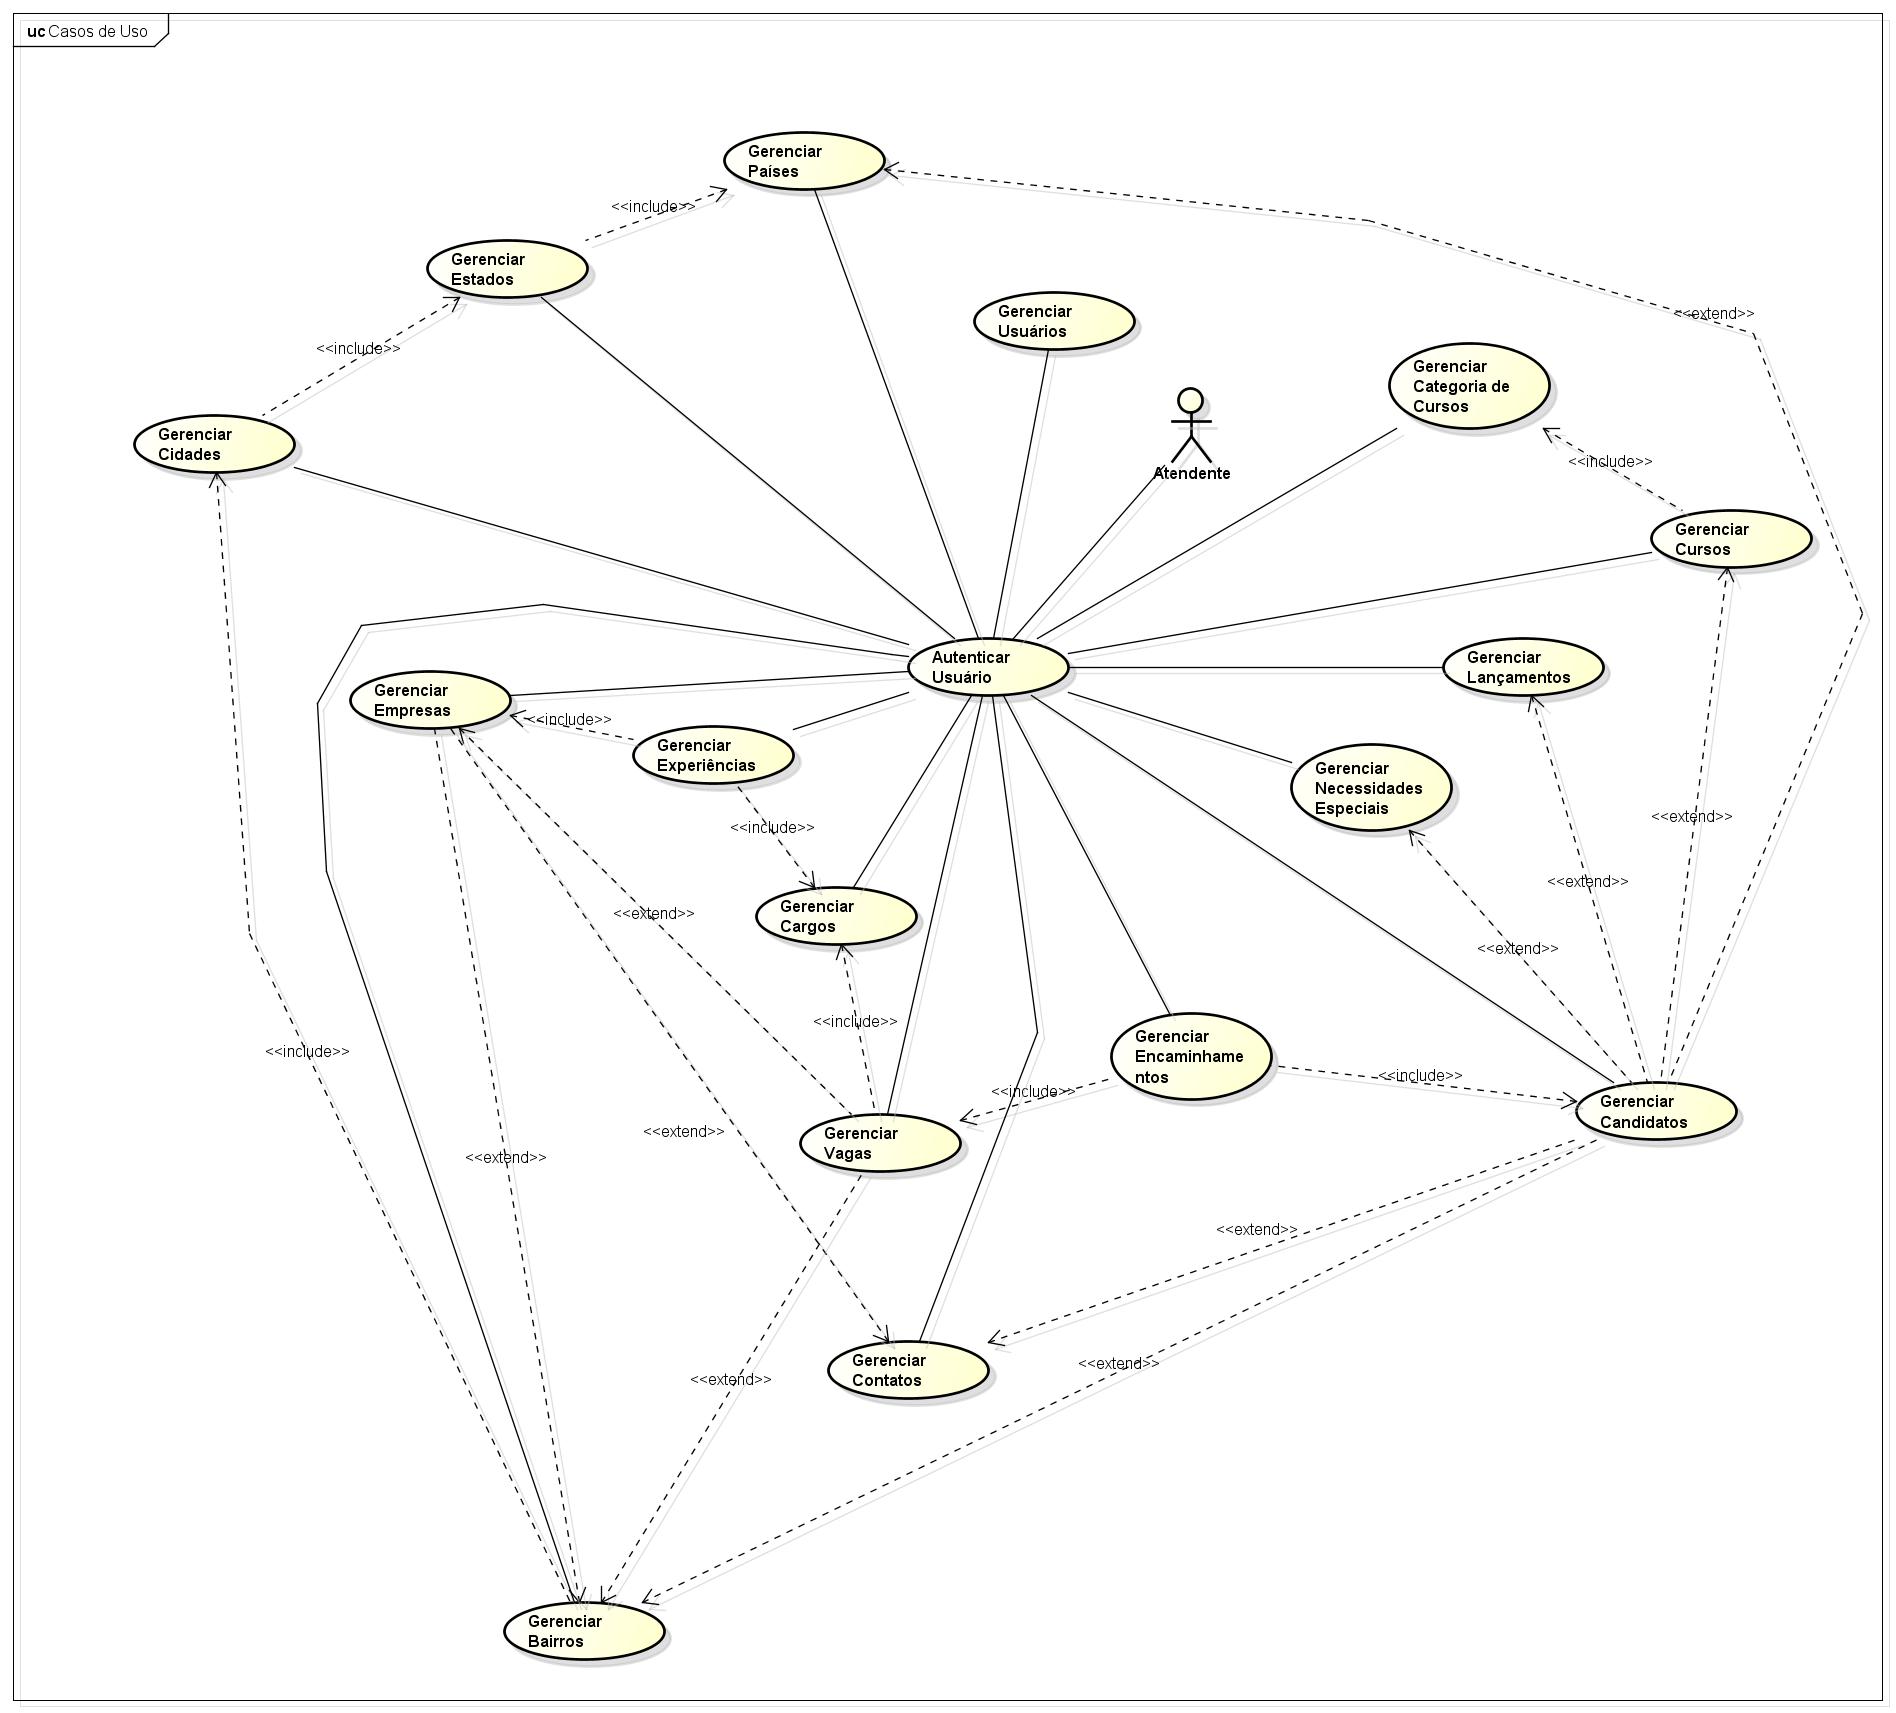 uc Casos de Uso
Gerenciar
Países
<<include>>
Gerenciar
Estados
<<extend>>
Gerenciar
Usuários
<<include>>
Gerenciar
Categoria de
Cursos
Gerenciar
Cidades
<<include>>
Atendente
Gerenciar
Cursos
Autenticar
Usuário
Gerenciar
Lançamentos
Gerenciar
Empresas
<<include>>
Gerenciar
Experiências
Gerenciar
Necessidades
Especiais
<<include>>
<<extend>>
<<extend>>
Gerenciar
Cargos
<<extend>>
<<extend>>
<<include>>
Gerenciar
Encaminhame
ntos
<<include>>
<<include>>
<<include>>
Gerenciar
Candidatos
<<extend>>
Gerenciar
Vagas
<<extend>>
<<extend>>
Gerenciar
Contatos
<<extend>>
<<extend>>
Gerenciar
Bairros